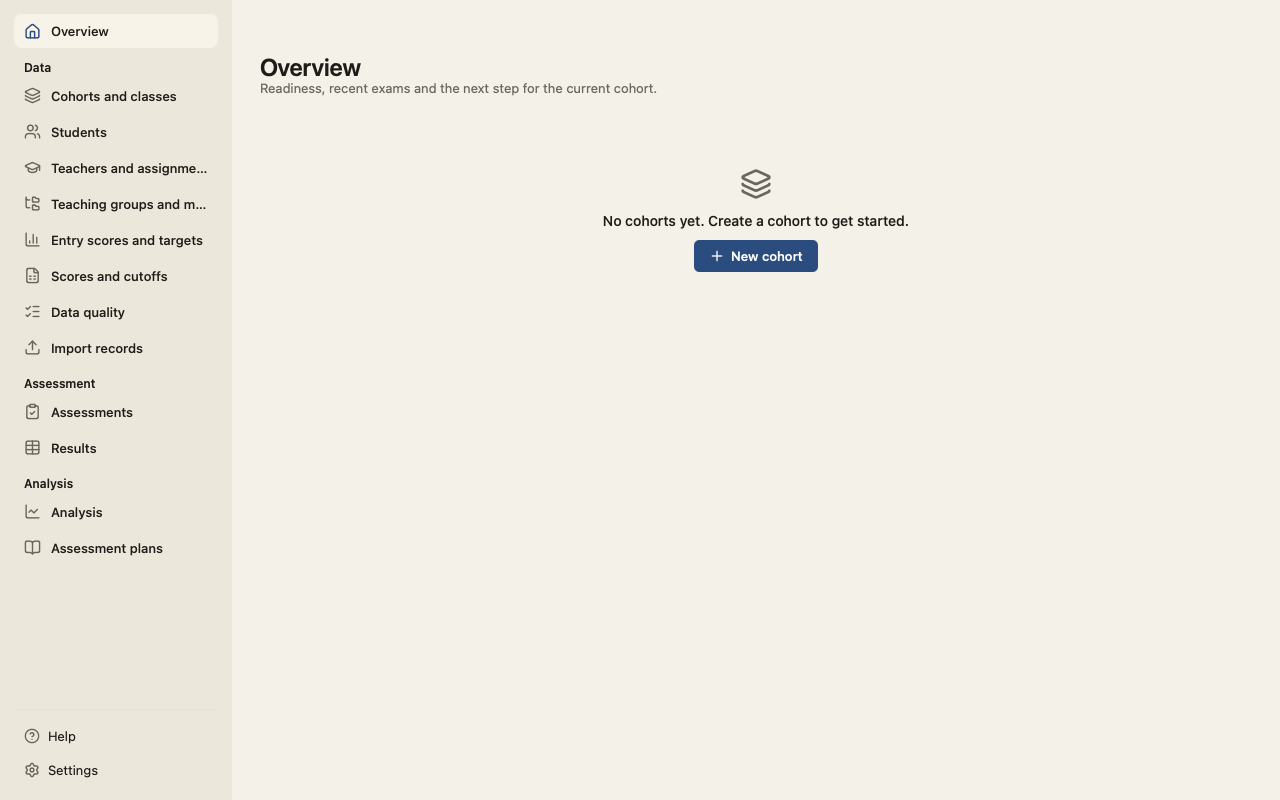 Overview
Data
Cohorts and classes
Students
Teachers and assignme...
Teaching groups and m...
Entry scores and targets
Scores and cutoffs
Data quality
Import records
Assessment
Assessments
Results
Analysis
Analysis
Assessment plans
Help
Settings
Overview
Readiness, recent exams and the next step for the current cohort.
No cohorts yet. Create a cohort to get started.
New cohort